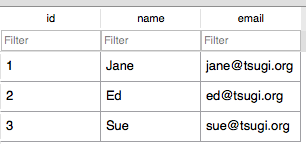 id name email
Filter Filter Filter
1 Jane jane@tsugi.org
2 Ed ed@tsugi.org
3 Sue sue@tsugi.org